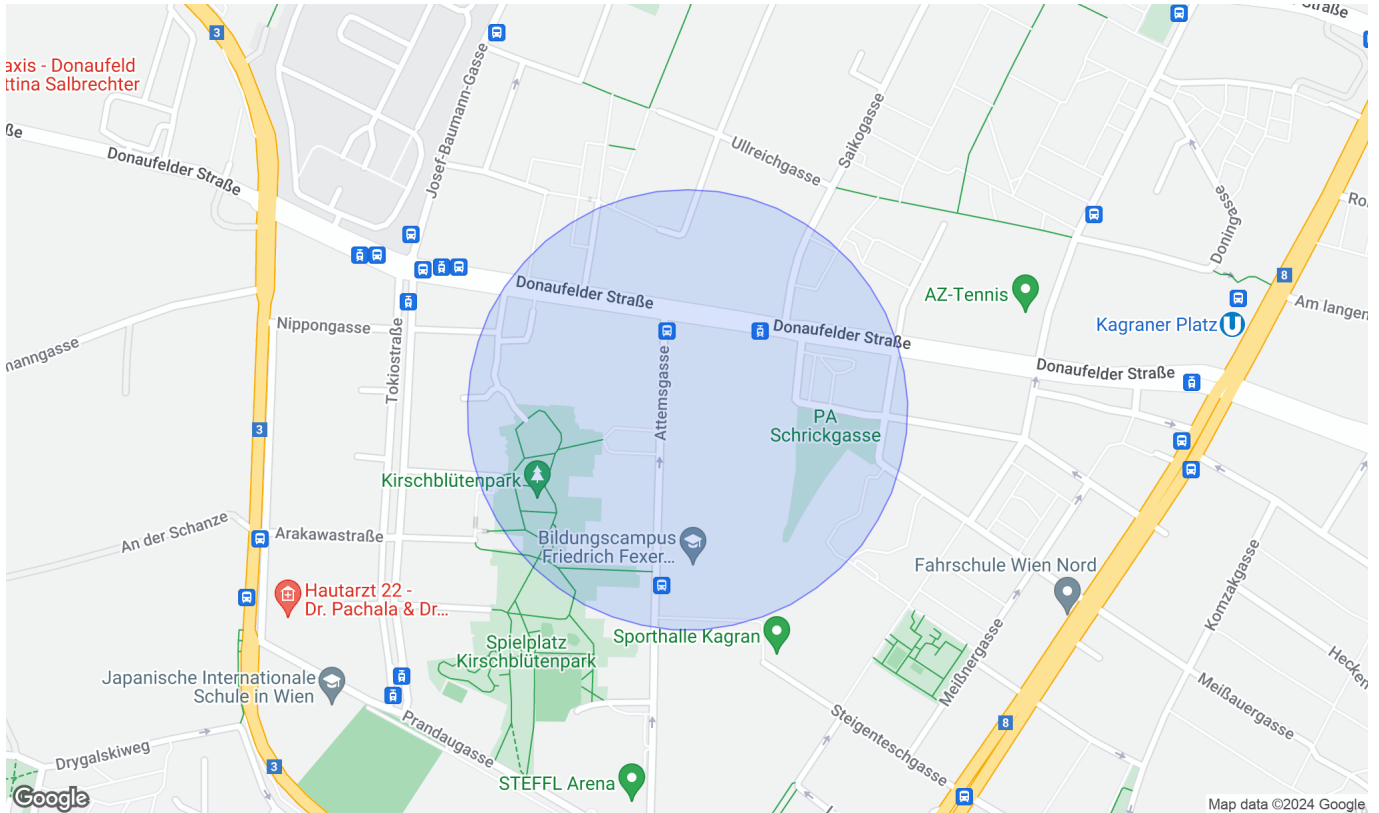 3
axis - Donaufeld
ttina Salbrechter
ße
Donaufelder Straße
Josef-Baumann-Gasse
Ullreichgasse
Saikogasse
straße
Doningasse
8
AZ-Tennis
Kagraner Platz
Am langen
Donaufelder Straße
Donaufelder Straße
Donaufelder Straße
Nippongasse
manngasse
Tokiostraße
Attemsgasse
3
PA
Schrickgasse
Kirschblütenpark
An der Schanze
Arakawastraße
Bildungscampus
Friedrich Fexer...
Fahrschule Wien Nord
Komzakgasse
Hautarzt 22 -
Dr. Pachala & Dr...
Spielplatz
Kirschblütenpark
Sporthalle Kagran
Meißnergasse
Hecken
Japanische Internationale
Schule in Wien
Meißauergasse
Prandaugasse
Steigenteschgasse
8
Drygalskiweg
3
STEFFL Arena
Google
Map data ©2024 Google